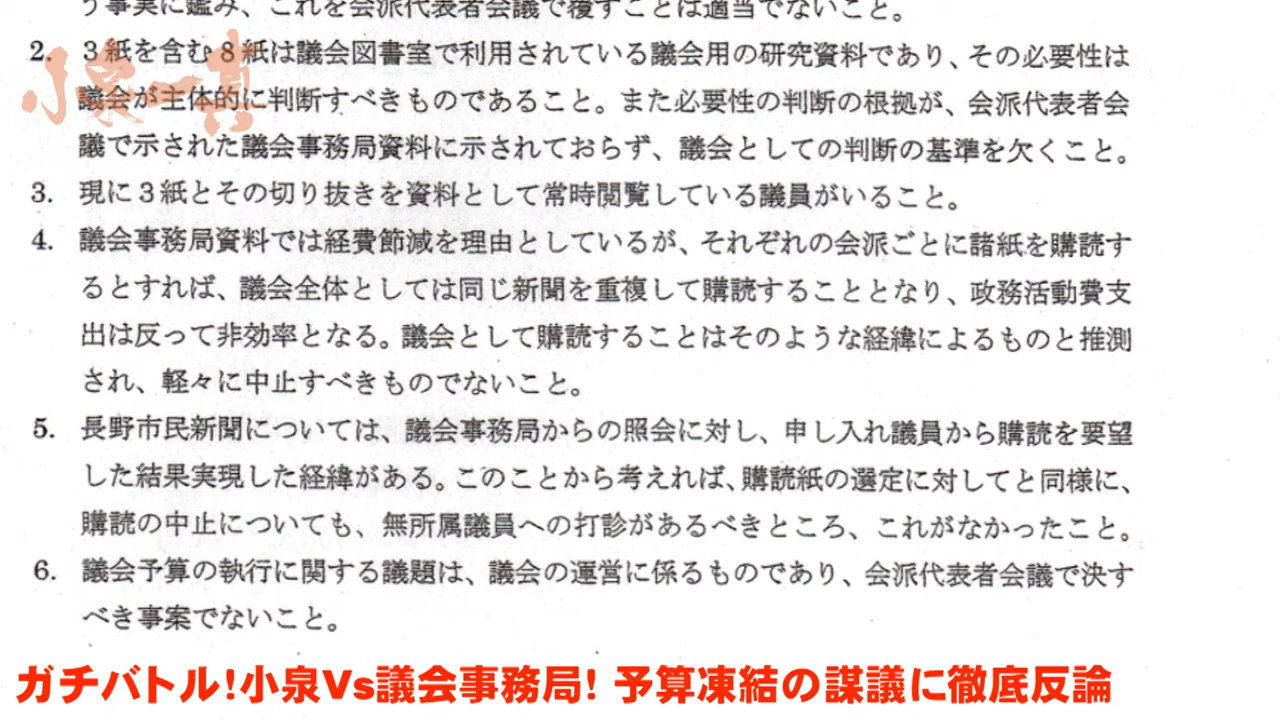 う事実に鑑み、これを会派代表者会議で覆すことは適当でないこと。
2. 3紙を含む8紙は議会図書室で利用されている議会用の研究資料であり、その必要性は
議会が主体的に判断すべきものであること。また必要性の判断の根拠が、会派代表者会
議で示された議会事務局資料に示されておらず、議会としての判断の基準を欠くこと。
3. 現に3紙とその切り抜きを資料として常時閲覧している議員がいること。
4. 議会事務局資料では経費節減を理由としているが、それぞれの会派ごとに諸紙を購読す
るとすれば、議会全体としては同じ新聞を重複して購読することとなり、政務活動費支
出は反って非効率となる。議会として購読することはそのような経緯によるものと推測
され、軽々に中止すべきものでないこと。
5. 長野市民新聞については、議会事務局からの照会に対し、申し入れ議員から購読を要望
した結果実現した経緯がある。このことから考えれば、購読紙の選定に対してと同様に、
購読の中止についても、無所属議員への打診があるべきところ、これがなかったこと。
6. 議会予算の執行に関する議題は、議会の運営に係るものであり、会派代表者会議で決す
べき事案でないこと。
小泉一真
ガチバトル!小泉Vs議会事務局! 予算凍結の謀議に徹底反論